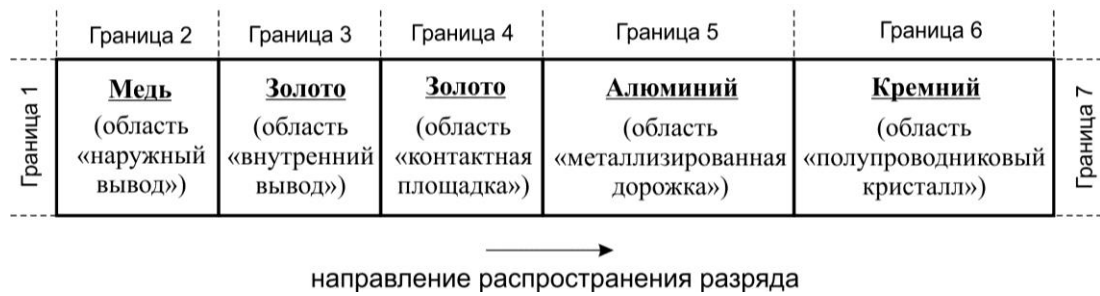 Граница 2 Граница 3 Граница 4 Граница 5 Граница 6
Граница 1
Медь
(область
«наружный
вывод»)
Золото
(область
«внутренний
вывод»)
Золото
(область
«контактная
площадка»)
Алюминий
(область
«металлизированная
дорожка»)
Кремний
(область
«полупроводниковый
кристалл»)
Граница 7
направление распространения разряда